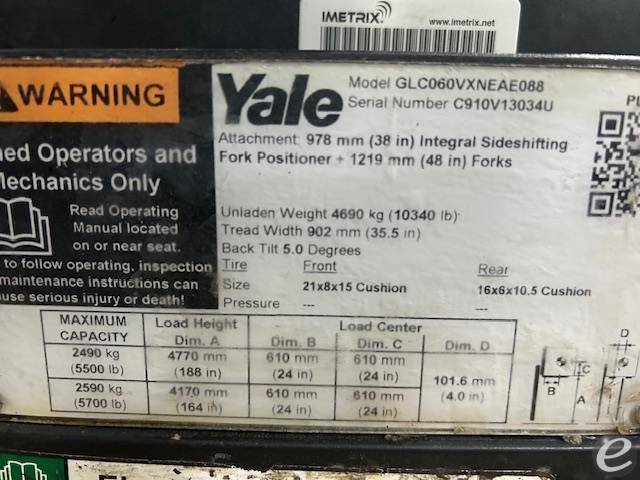 IMETRIX
www.imetrix.net
WARNING
ned Operators and
Mechanics Only
Read Operating
Manual located
on or near seat.
to follow operating, inspection
maintenance instructions can
use serious injury or death!
Yale
Model GLC060VXNEAE088
Serial Number C910V13034U
Attachment: 978 mm (38 in) Integral Sideshifting
Fork Positioner + 1219 mm (48 in) Forks
Unladen Weight 4690 kg (10340 lb)
Tread Width 902 mm (35.5 in)
Back Tilt 5.0 Degrees
Tire Front Rear
Size 21x8x15 Cushion 16x6x10.5 Cushion
Pressure --- ---
MAXIMUM CAPACITY Load Height Load Center
Dim. A Dim. B Dim. C Dim. D
2490 kg 4770 mm 610 mm 610 mm 101.6 mm
(5500 lb) (188 in) (24 in) (24 in) (4.0 in)
2590 kg 4170 mm 610 mm 610 mm
(5700 lb) (164 in) (24 in) (24 in)
D
C
B
A
e